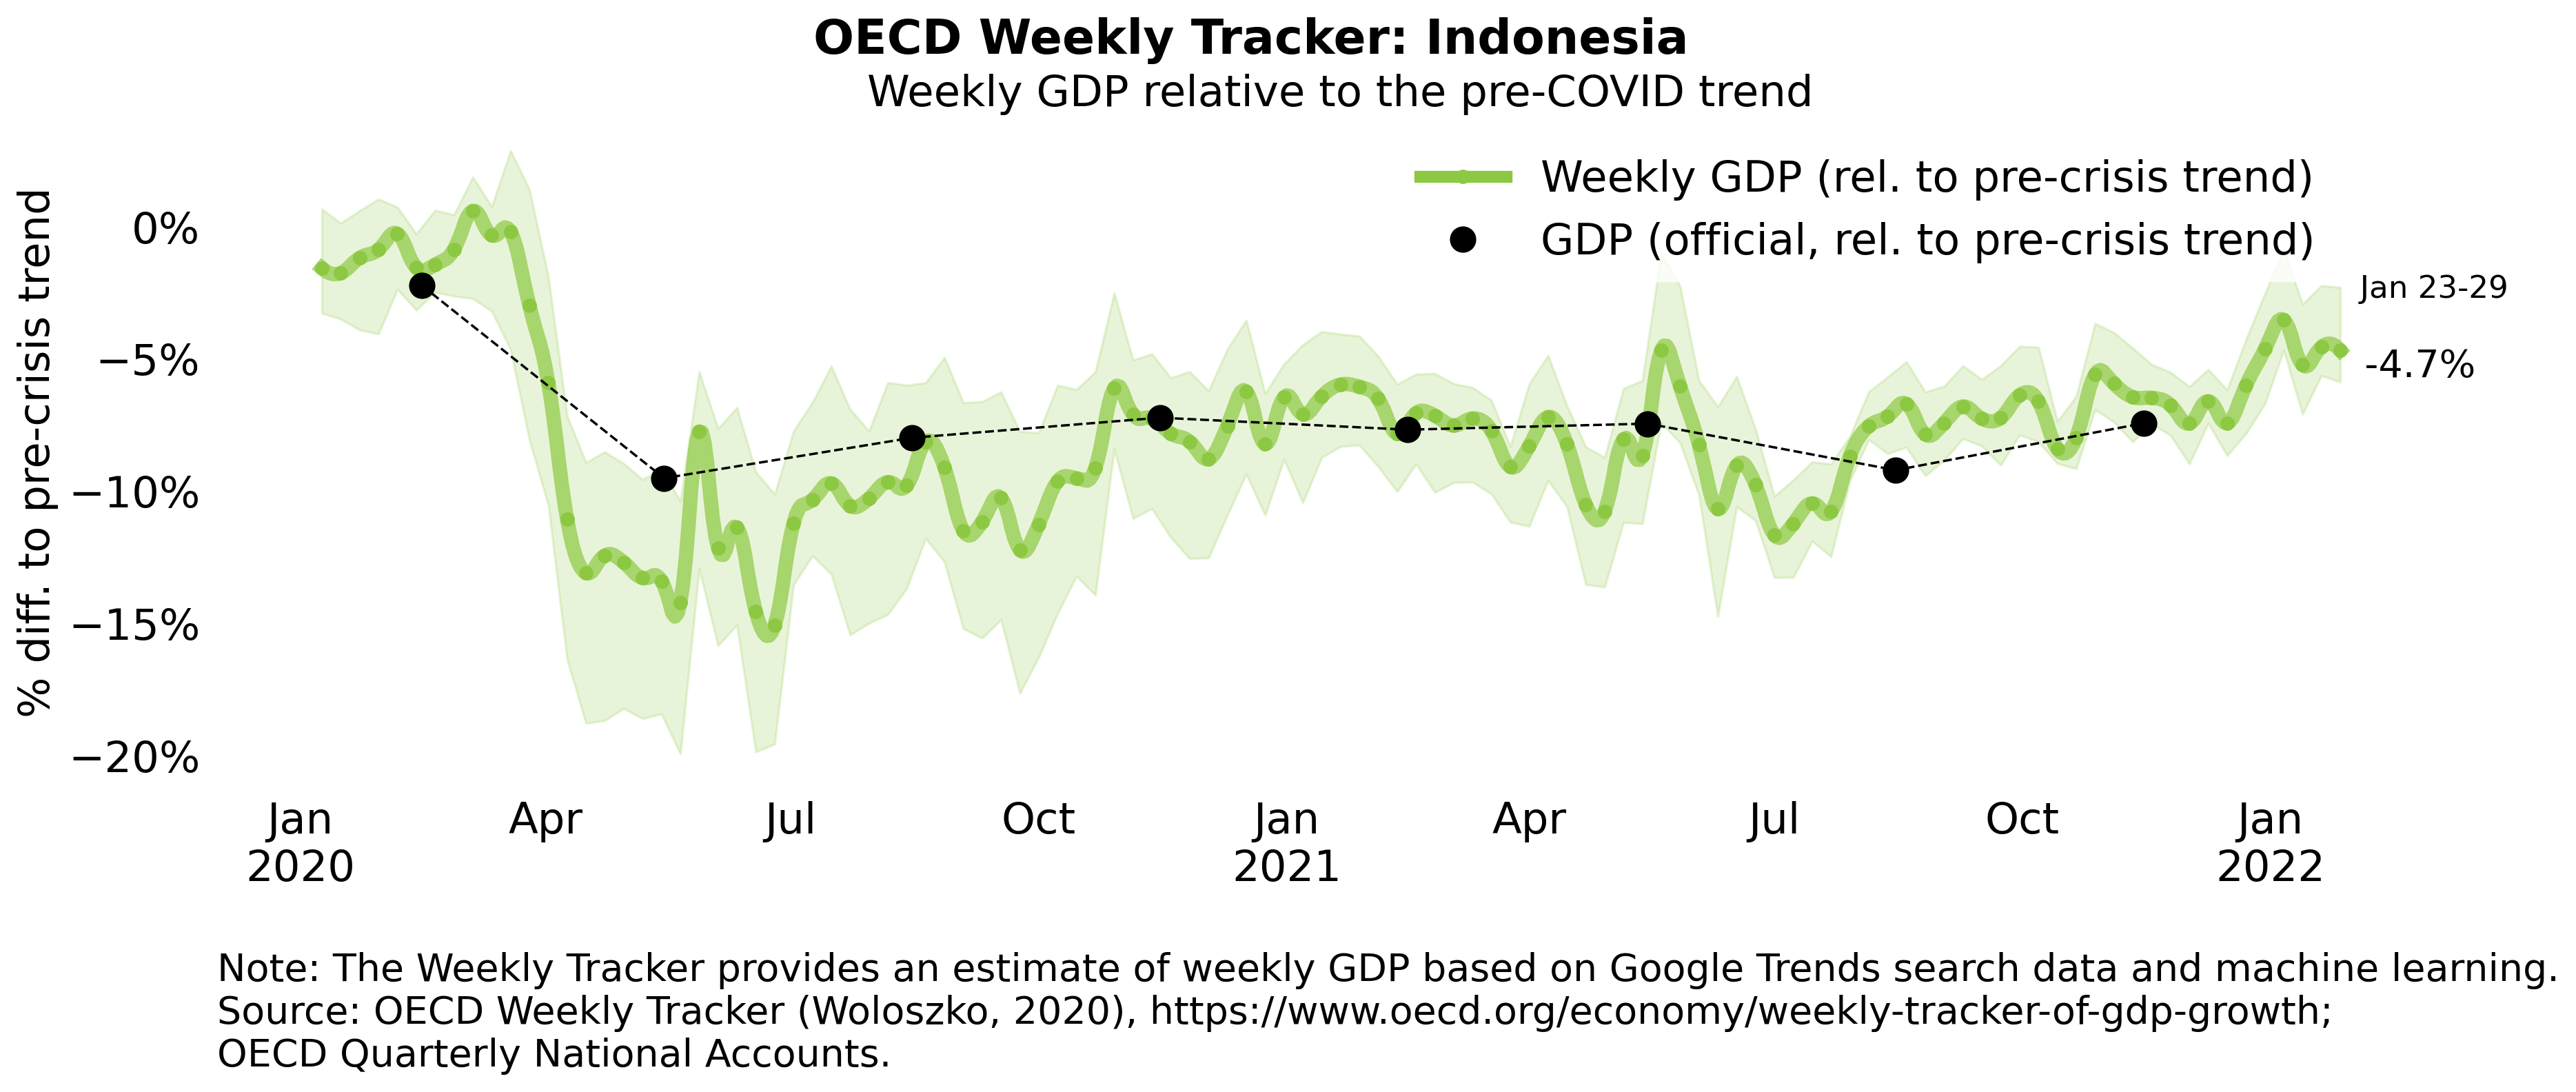 OECD Weekly Tracker: Indonesia
Weekly GDP relative to the pre-COVID trend
Weekly GDP (rel. to pre-crisis trend)
GDP (official, rel. to pre-crisis trend)
% diff. to pre-crisis trend
0%
−5%
−10%
−15%
−20%
Jan 23-29
-4.7%
Jan Apr Jul Oct Jan Apr Jul Oct Jan
2020 2021 2022
Note: The Weekly Tracker provides an estimate of weekly GDP based on Google Trends search data and machine learning.
Source: OECD Weekly Tracker (Woloszko, 2020), https://www.oecd.org/economy/weekly-tracker-of-gdp-growth;
OECD Quarterly National Accounts.